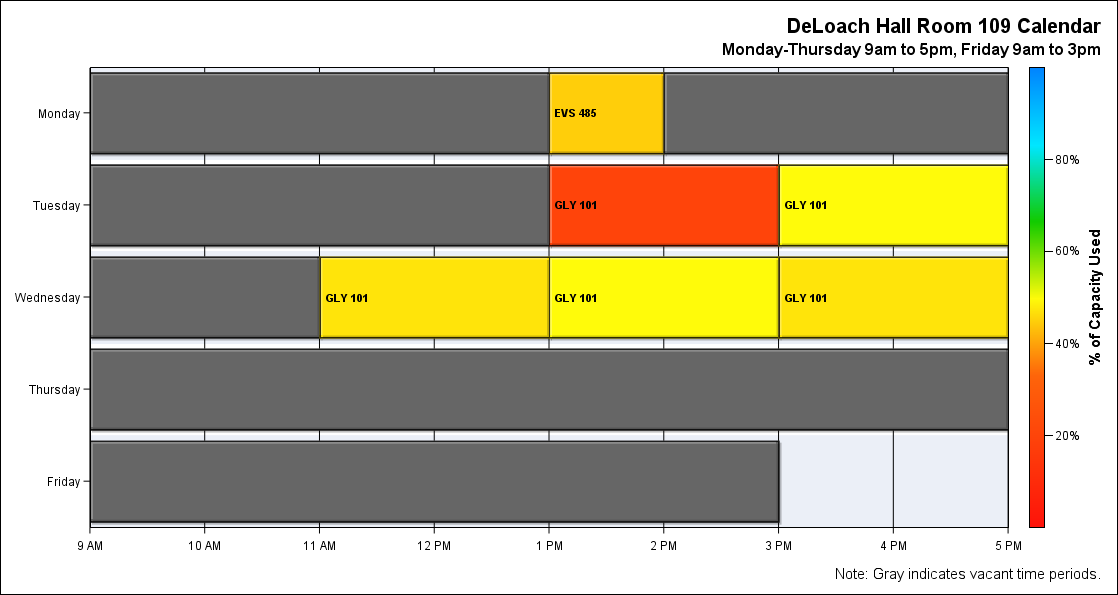 DeLoach Hall Room 109 Calendar
Monday-Thursday 9am to 5pm, Friday 9am to 3pm
Monday
EVS 485
Tuesday
GLY 101
GLY 101
Wednesday
GLY 101
GLY 101
GLY 101
Thursday
Friday
9 AM
10 AM
11 AM
12 PM
1 PM
2 PM
3 PM
4 PM
5 PM
80%
60%
40%
20%
% of Capacity Used
Note: Gray indicates vacant time periods.